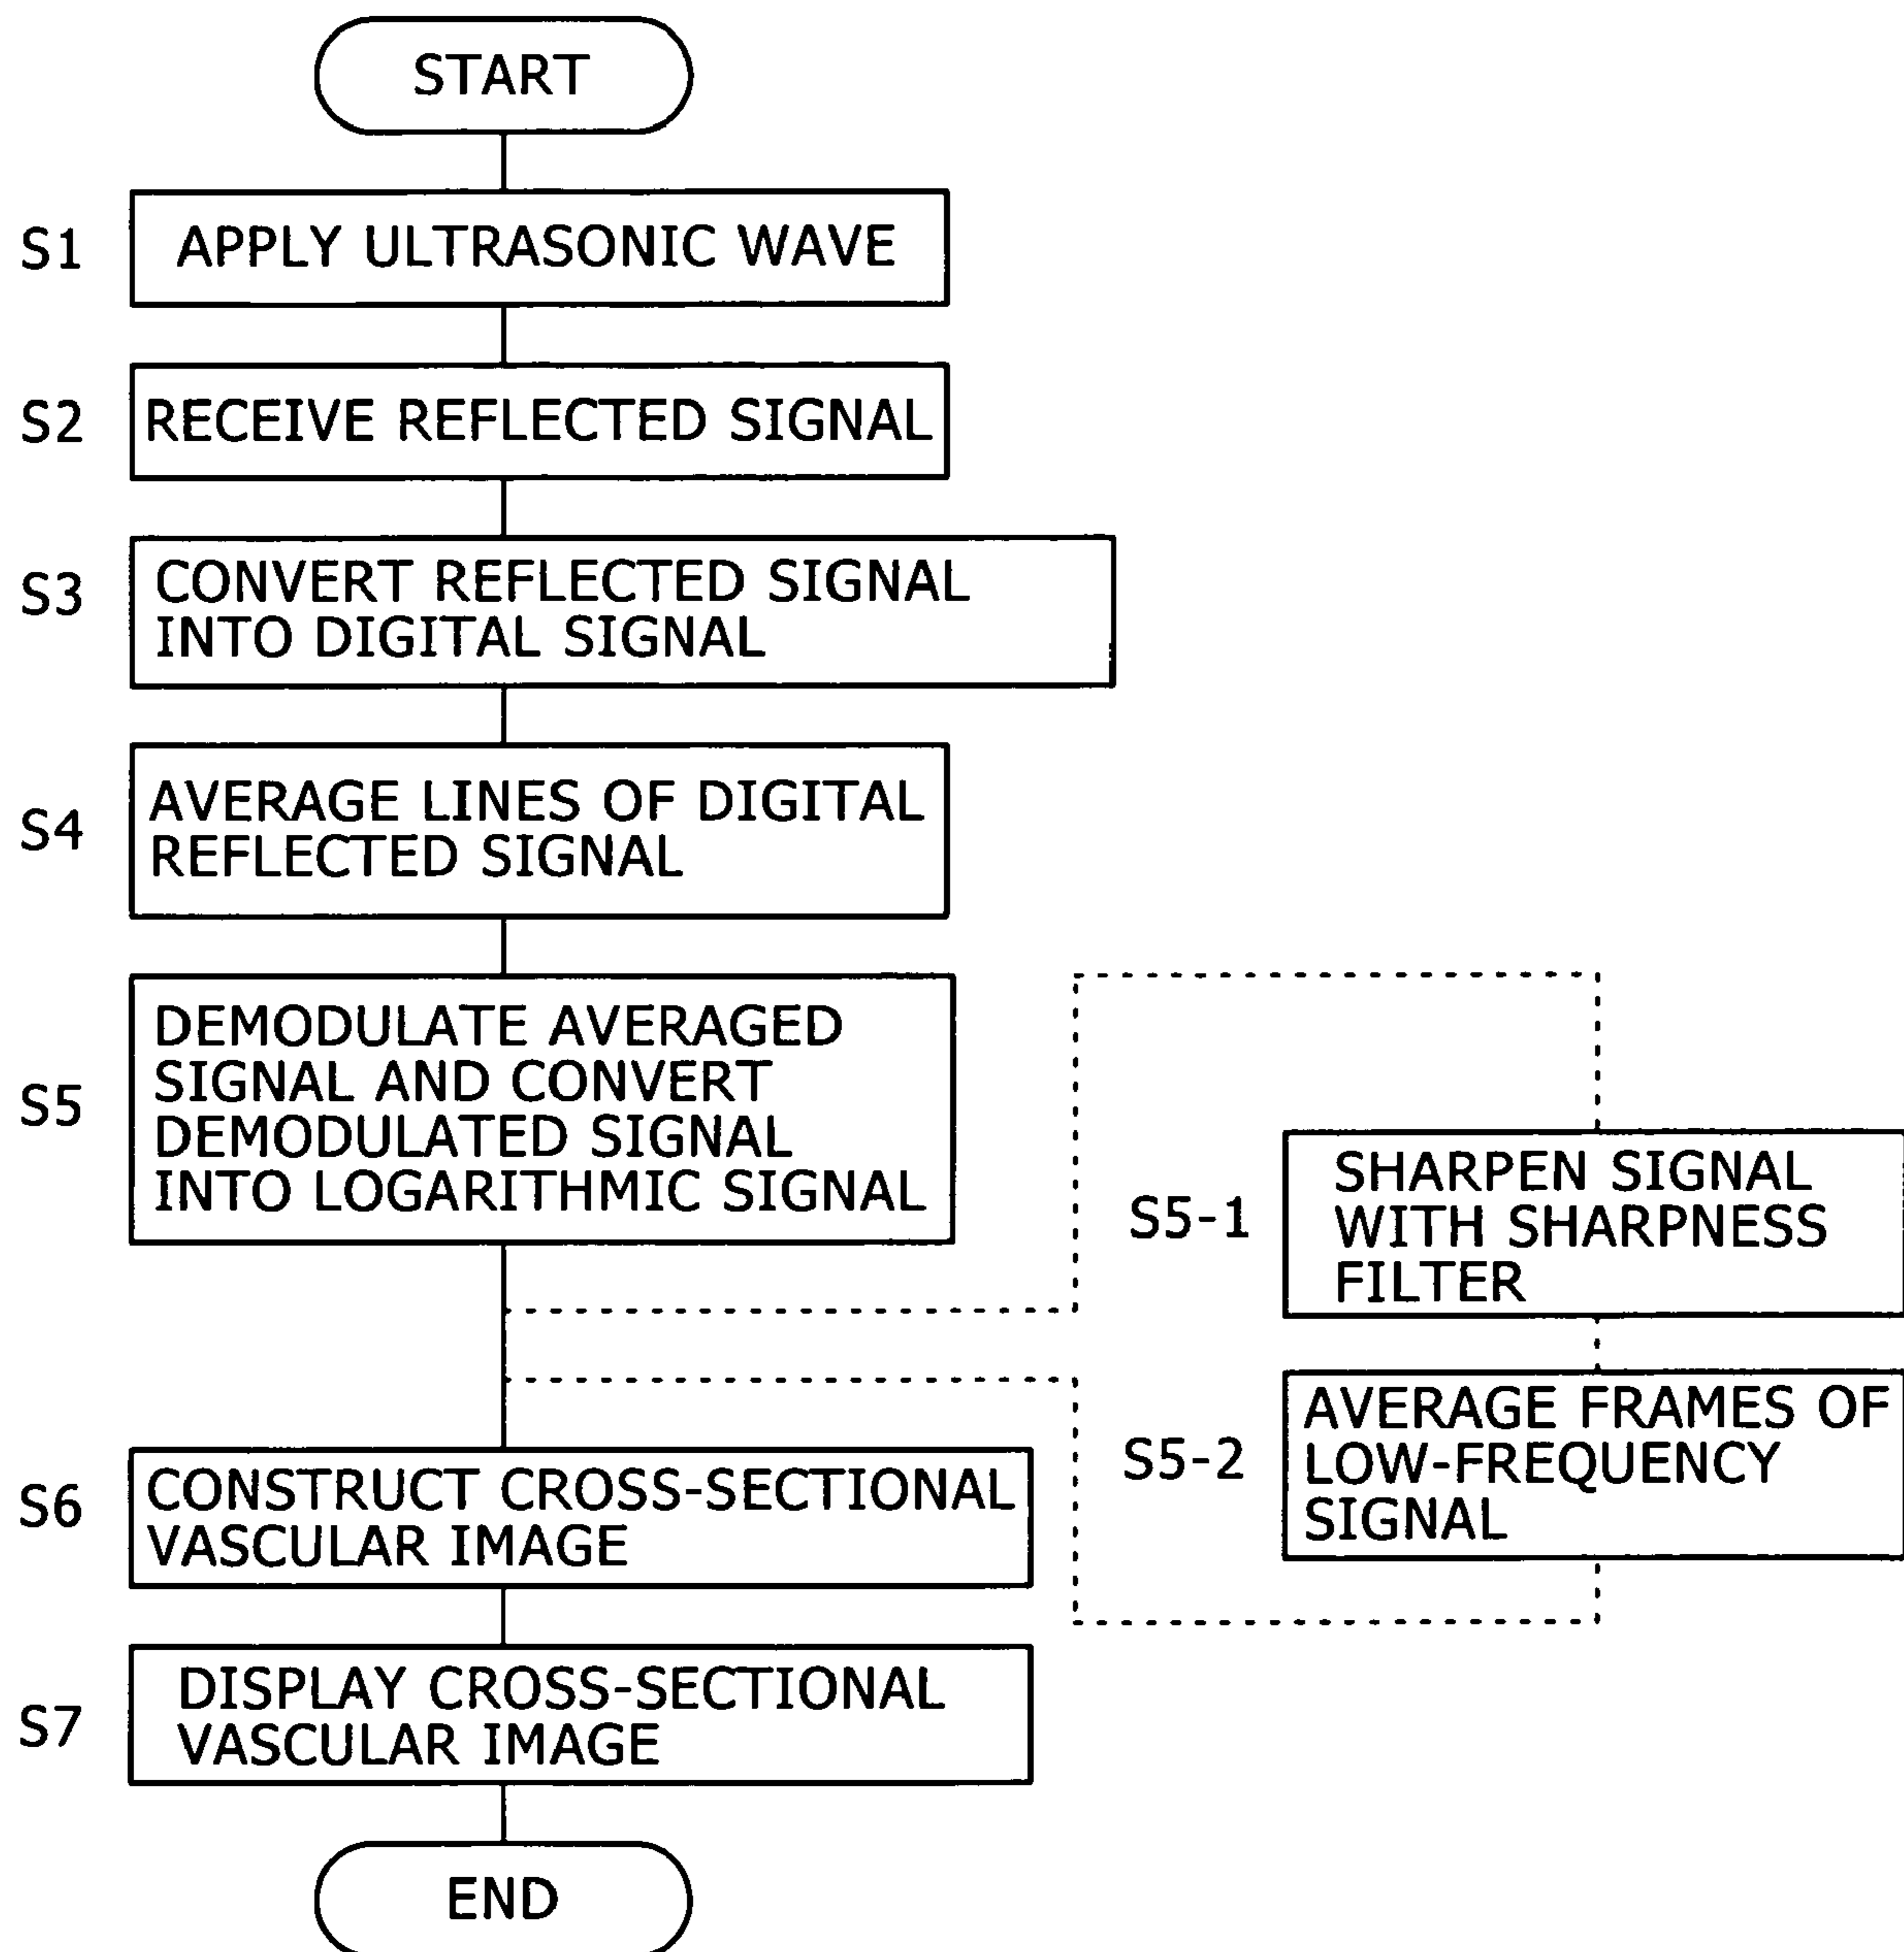 START
S1
APPLY ULTRASONIC WAVE
S2
RECEIVE REFLECTED SIGNAL
S3
CONVERT REFLECTED SIGNAL
INTO DIGITAL SIGNAL
S4
AVERAGE LINES OF DIGITAL
REFLECTED SIGNAL
S5
DEMODULATE AVERAGED
SIGNAL AND CONVERT
DEMODULATED SIGNAL
INTO LOGARITHMIC SIGNAL
S5-1
SHARPEN SIGNAL
WITH SHARPNESS
FILTER
S5-2
AVERAGE FRAMES OF
LOW-FREQUENCY
SIGNAL
S6
CONSTRUCT CROSS-SECTIONAL
VASCULAR IMAGE
S7
DISPLAY CROSS-SECTIONAL
VASCULAR IMAGE
END